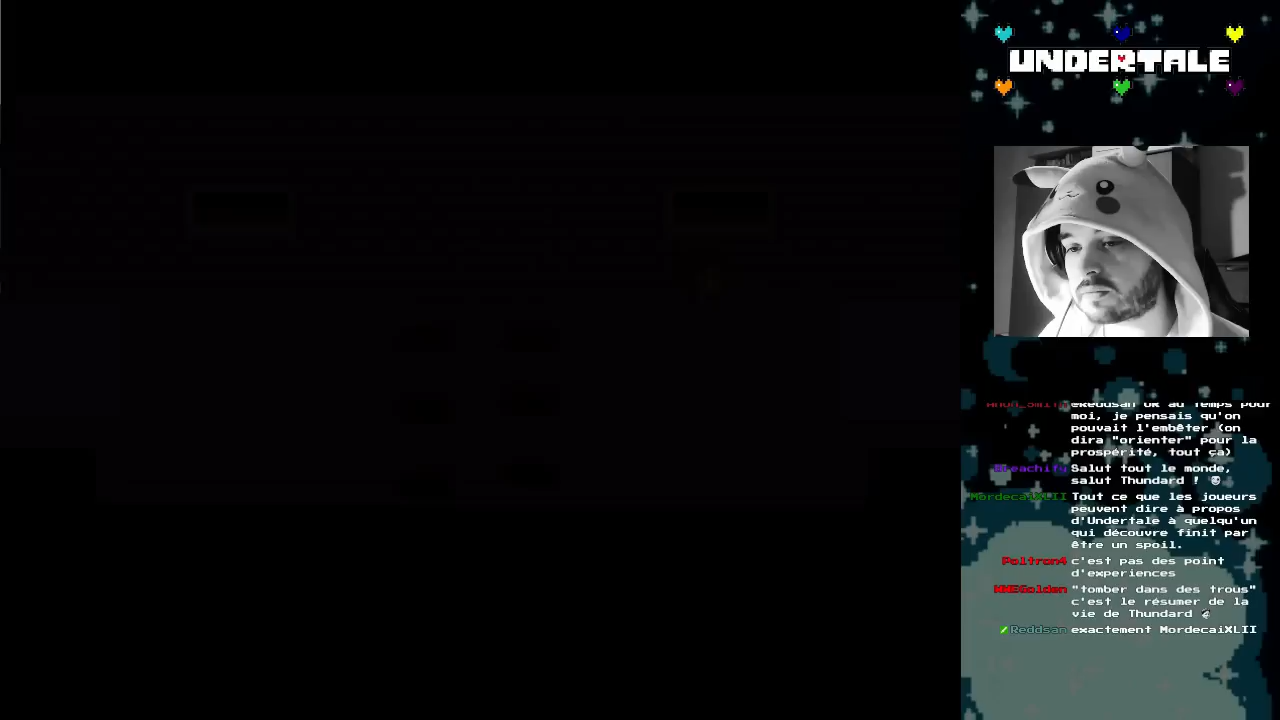 UNDERTALE
pour
moi, je pensais qu'on
pouvait l'embêter (on
dira "orienter" pour la
prospérité, tout ça)
Breachify Salut tout le monde,
salut Thundard !
MordecaiXLII Tout ce que les joueurs
peuvent dire à propos
d'Undertale à quelqu'un
qui découvre finit par
être un spoil.
Poltron4 c'est pas des point
d'experiences
"tomber dans des trous"
c'est le résumer de la
vie de Thundard
Reddsan exactement MordecaiXLII